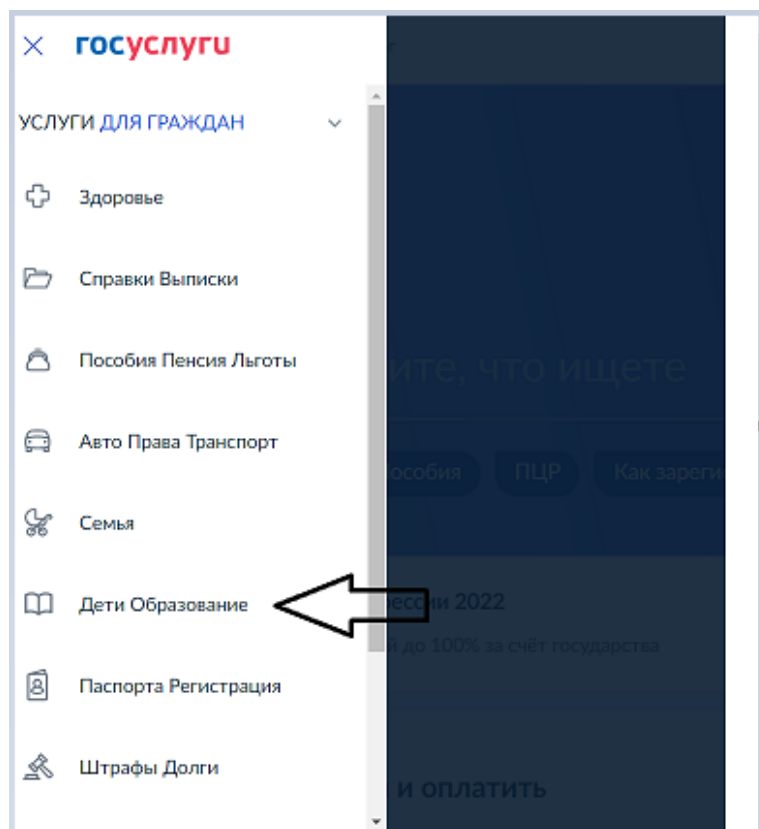 госуслуги
УСЛУГИ ДЛЯ ГРАЖДАН
Здоровье
Справки Выписки
Пособия Пенсия Льготы
ите, что ищете
Авто Права Транспорт
особия ПЦР Как зареги
Семья
Дети Образование
рессии 2022
й до 100% за счёт государства
Паспорта Регистрация
Штрафы Долги
и оплатить